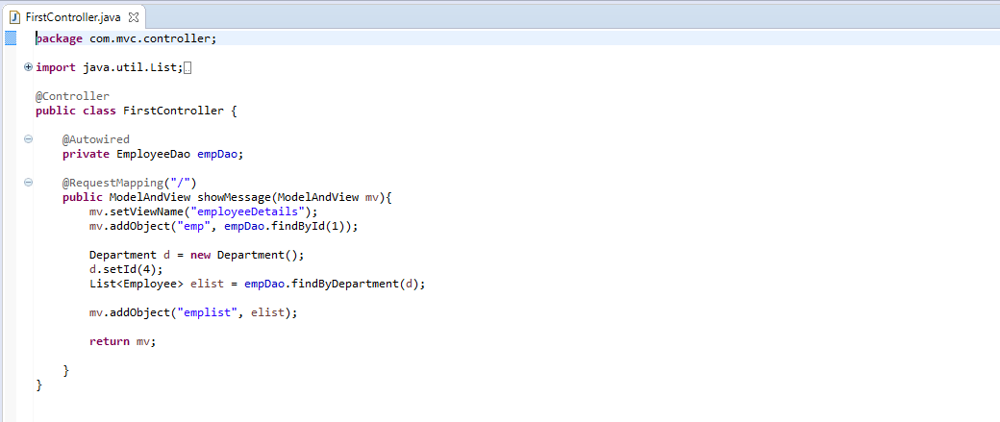 FirstController.java
package com.mvc.controller;
import java.util.List;
@Controller
public class FirstController {
@Autowired
private EmployeeDao empDao;
@RequestMapping("/")
public ModelAndView showMessage(ModelAndView mv){
mv.setViewName("employeeDetails");
mv.addObject("emp", empDao.findById(1));
Department d = new Department();
d.setId(4);
List<Employee> elist = empDao.findByDepartment(d);
mv.addObject("emplist", elist);
return mv;
}
}